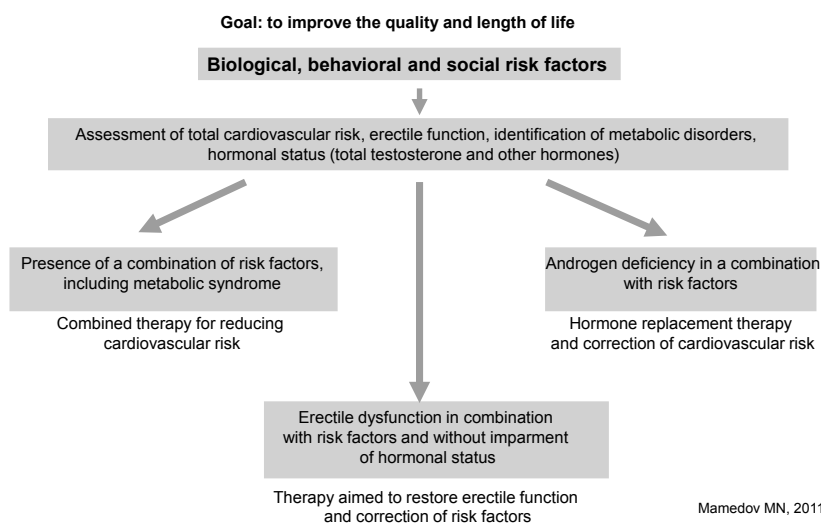 Goal: to improve the quality and length of life
Biological, behavioral and social risk factors
Assessment of total cardiovascular risk, erectile function, identification of metabolic disorders,
hormonal status (total testosterone and other hormones)
Presence of a combination of risk factors,
including metabolic syndrome
Combined therapy for reducing
cardiovascular risk
Androgen deficiency in a combination
with risk factors
Hormone replacement therapy
and correction of cardiovascular risk
Erectile dysfunction in combination
with risk factors and without imparment
of hormonal status
Therapy aimed to restore erectile function
and correction of risk factors
Mamedov MN, 2011